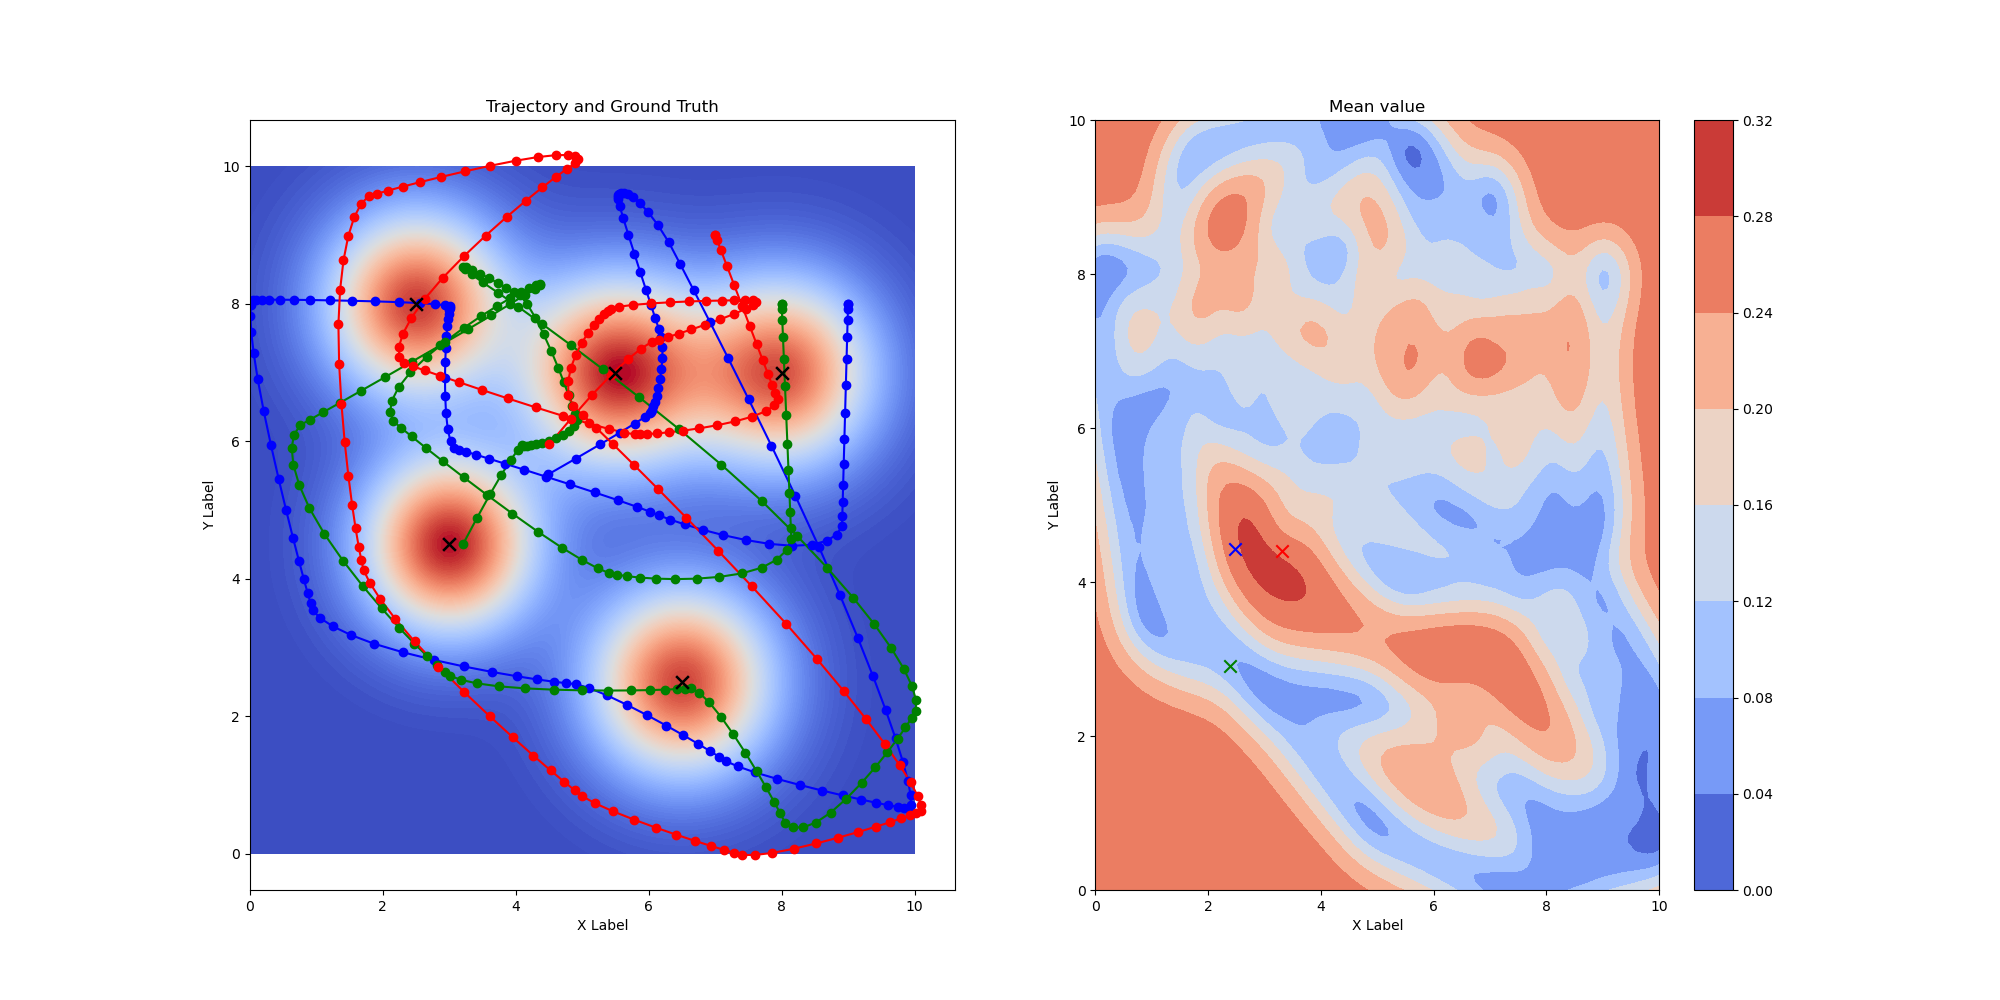 Trajectory and Ground Truth
Y Label
10
8
6
4
2
0
0 2 4 6 8 10
X Label
Mean value
Y Label
10
8
6
4
2
0
0 2 4 6 8 10
X Label
0.32
0.28
0.24
0.20
0.16
0.12
0.08
0.04
0.00